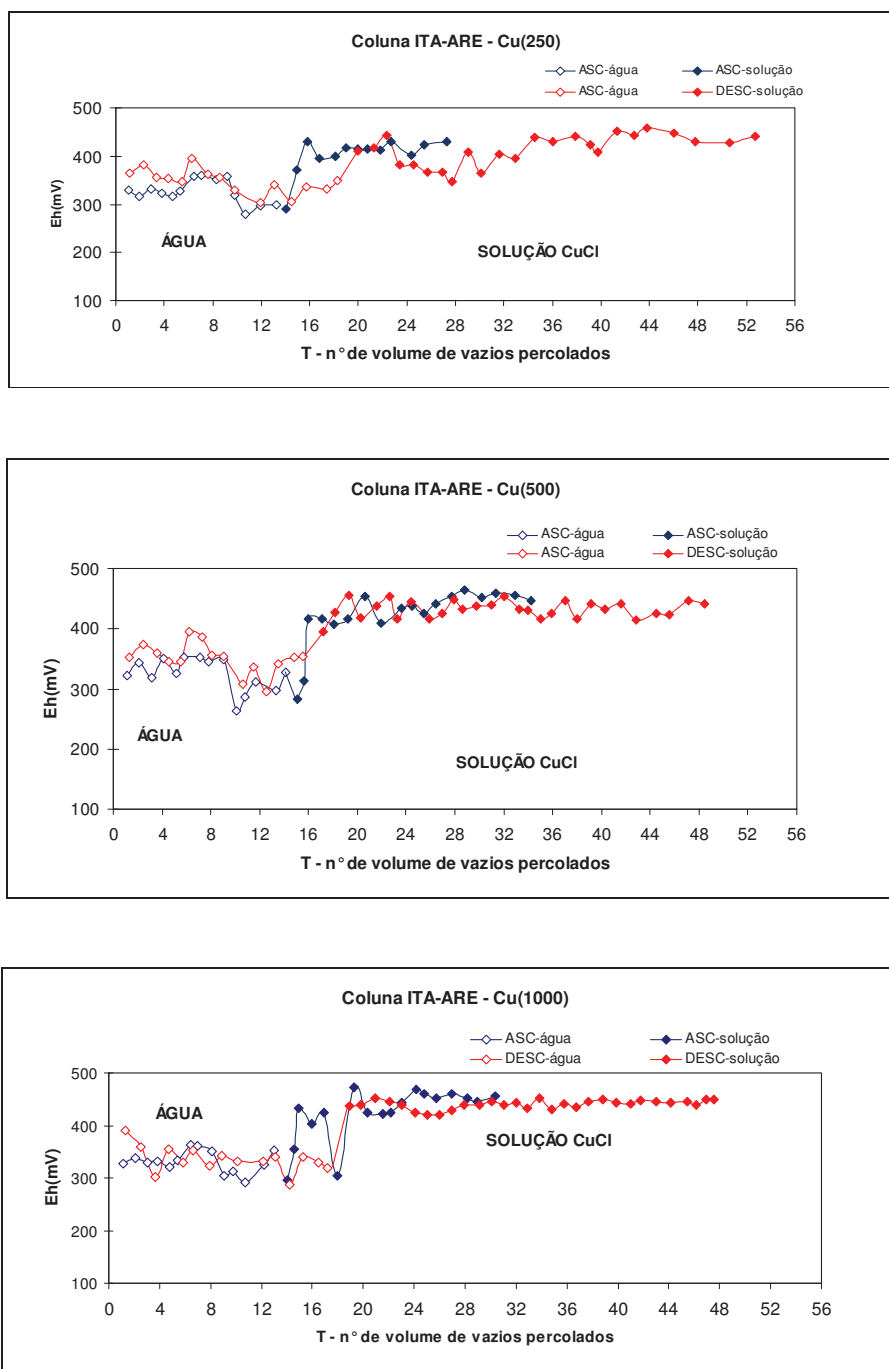 Coluna ITA-ARE - Cu(250)
ASC-água ASC-solução
ASC-água DESC-solução
500
400
300
200
100
Eh(mV)
ÁGUA
SOLUÇÃO CuCl
0 4 8 12 16 20 24 28 32 36 40 44 48 52 56
T - n° de volume de vazios percolados
Coluna ITA-ARE - Cu(500)
ASC-água ASC-solução
ASC-água DESC-solução
500
400
300
200
100
Eh(mV)
ÁGUA
SOLUÇÃO CuCl
0 4 8 12 16 20 24 28 32 36 40 44 48 52 56
T - n° de volume de vazios percolados
Coluna ITA-ARE - Cu(1000)
ASC-água ASC-solução
DESC-água DESC-solução
500
400
300
200
100
Eh(mV)
ÁGUA
SOLUÇÃO CuCl
0 4 8 12 16 20 24 28 32 36 40 44 48 52 56
T - n° de volume de vazios percolados